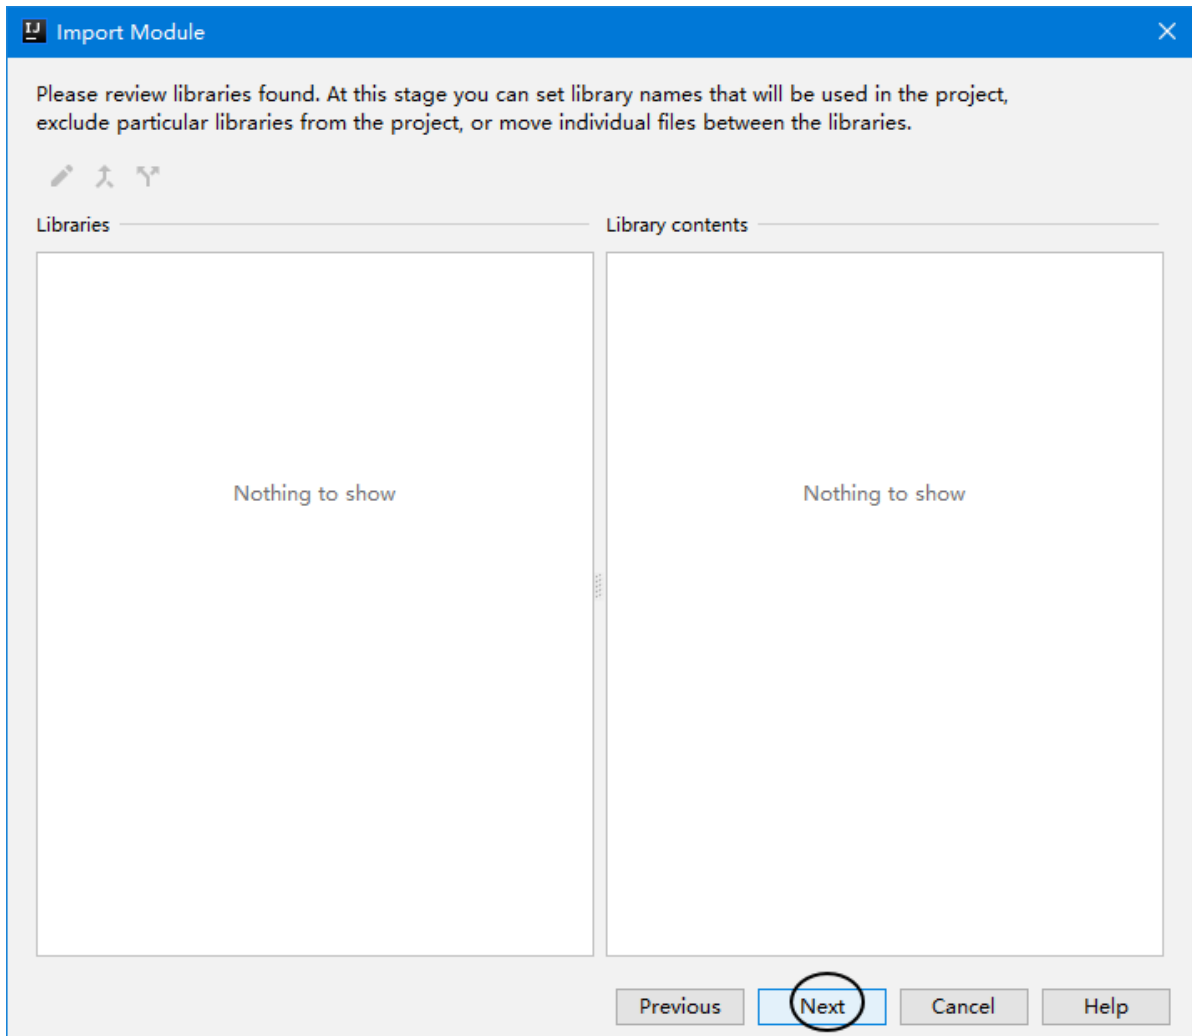 IJ Import Module
Please review libraries found. At this stage you can set library names that will be used in the project,
exclude particular libraries from the project, or move individual files between the libraries.
Libraries
Library contents
Nothing to show
Nothing to show
Previous
Next
Cancel
Help